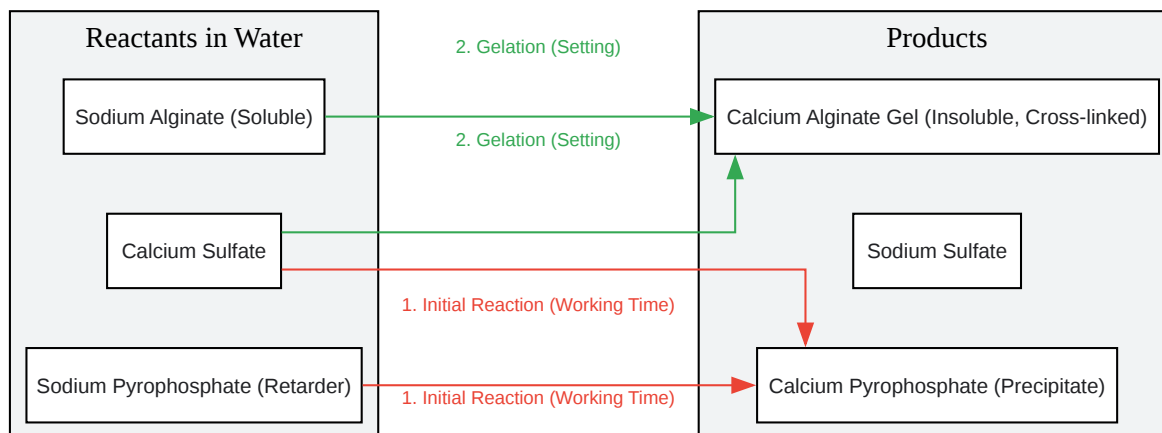 Reactants in Water
2. Gelation (Setting)
Products
Sodium Alginate (Soluble)
Calcium Alginate Gel (Insoluble, Cross-linked)
2. Gelation (Setting)
Calcium Sulfate
Sodium Sulfate
1. Initial Reaction (Working Time)
Sodium Pyrophosphate (Retarder)
Calcium Pyrophosphate (Precipitate)
1. Initial Reaction (Working Time)